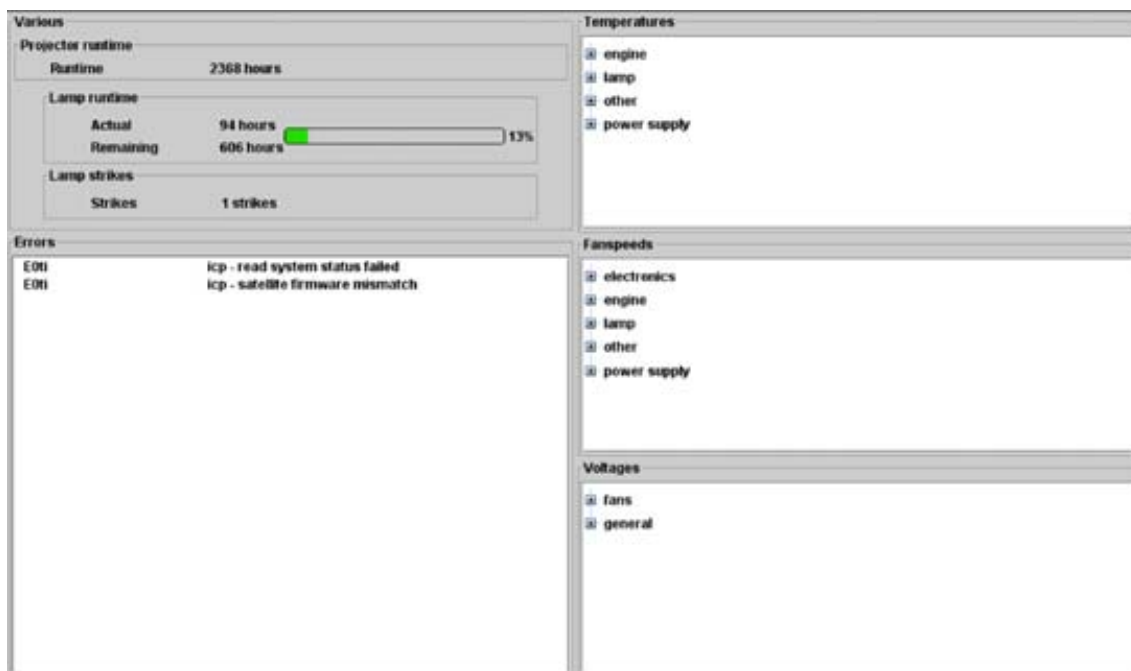 Various
Projector runtime
Runtime 2368 hours
Lamp runtime
Actual 94 hours
13%
Remaining 606 hours
Lamp strikes
Strikes 1 strikes
Errors
E0ti icp - read system status failed
E0ti icp - satellite firmware mismatch
Temperatures
engine
lamp
other
power supply
Fanspeeds
electronics
engine
lamp
other
power supply
Voltages
fans
general